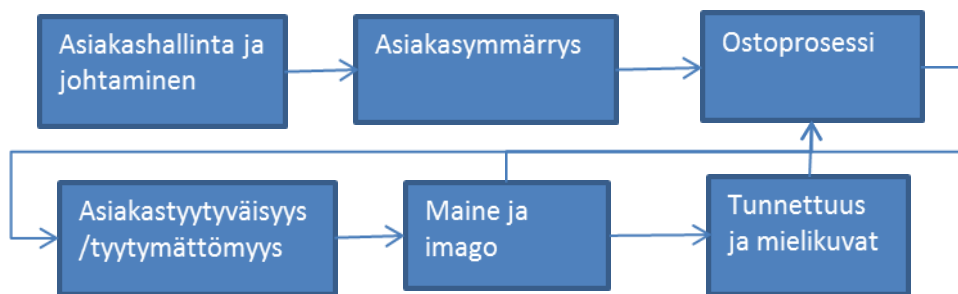 Asiakashallinta ja
johtaminen
Asiakasymmärrys
Ostoprosessi
Asiakastyytyväisyys
/tyytymättömyys
Maine ja
imago
Tunnettuus
ja mielikuvat